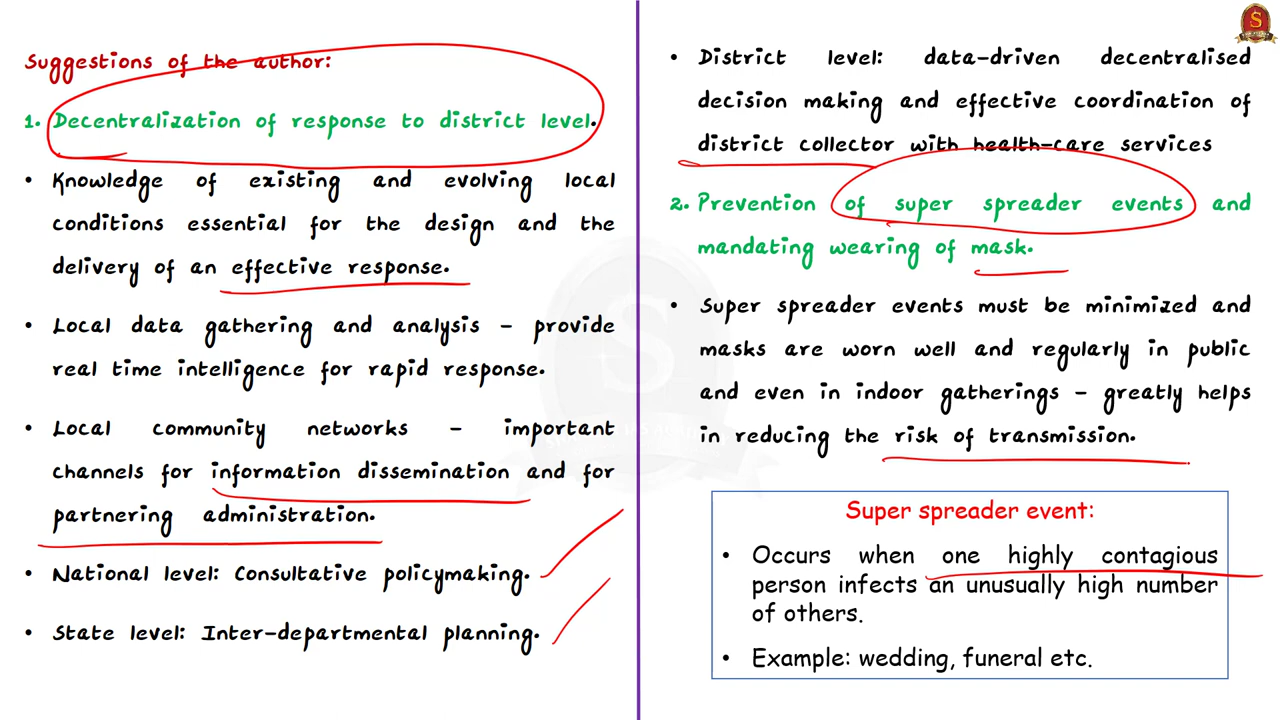 Suggestions of the author:
1. Decentralization of response to district level.
• Knowledge of existing and evolving local
conditions essential for the design and the
delivery of an effective response.
• Local data gathering and analysis – provide
real time intelligence for rapid response.
• Local community networks – important
channels for information dissemination and for
partnering administration.
• National level: Consultative policymaking.
• State level: Inter-departmental planning.
• District level: data-driven decentralised
decision making and effective coordination of
district collector with health-care services
2. Prevention of super spreader events and
mandating wearing of mask.
• Super spreader events must be minimized and
masks are worn well and regularly in public
and even in indoor gatherings – greatly helps
in reducing the risk of transmission.
Super spreader event:
• Occurs when one highly contagious
person infects an unusually high number
of others.
• Example: wedding, funeral etc.